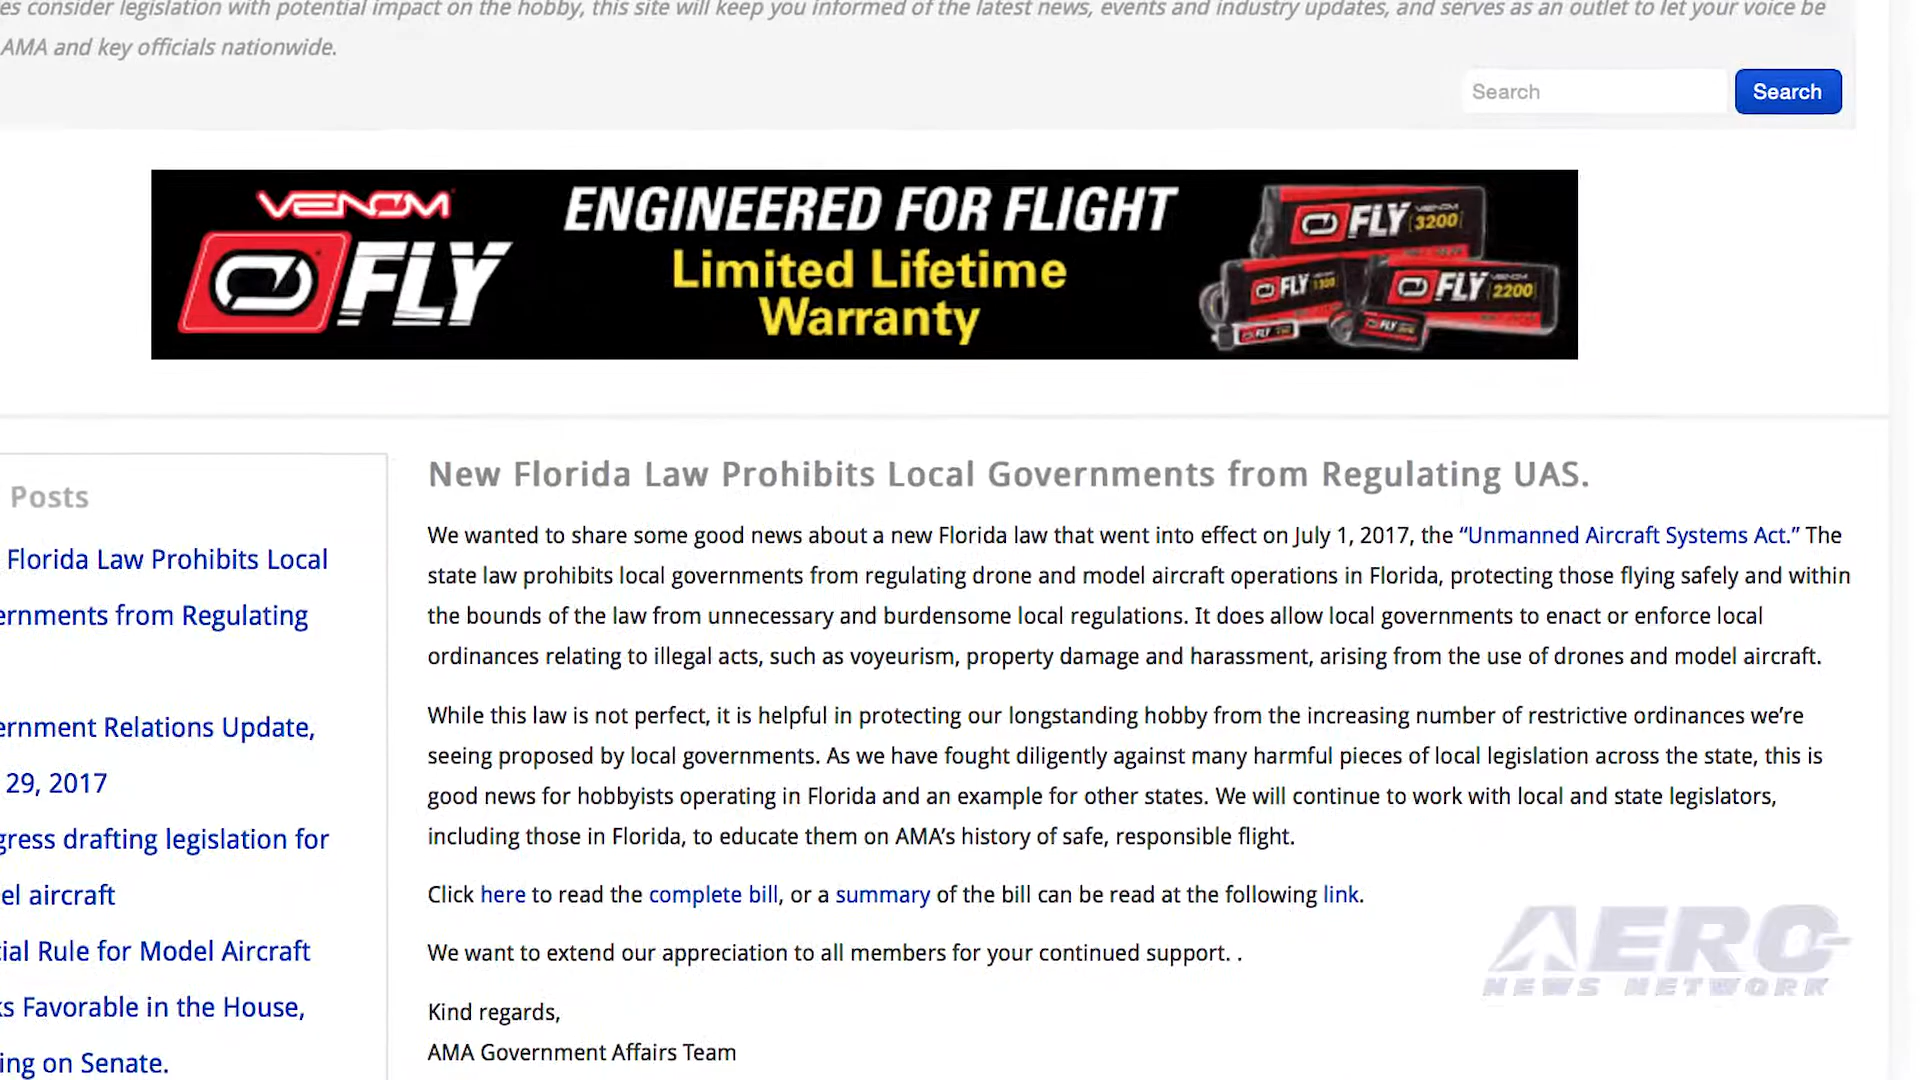 es consider legislation with potential impact on the hobby, this site will keep you informed of the latest news, events and industry updates, and serves as an outlet to let your voice be
AMA and key officials nationwide.
Search
Search
VENOM
FLY
ENGINEERED FOR FLIGHT
Limited Lifetime
Warranty
FLY VENOM 3200
FLY 1300
FLY VENOM 2200
FLY
FLY
Posts
Florida Law Prohibits Local
ernments from Regulating
ernment Relations Update,
29, 2017
gress drafting legislation for
el aircraft
cial Rule for Model Aircraft
ks Favorable in the House,
ing on Senate.
New Florida Law Prohibits Local Governments from Regulating UAS.
We wanted to share some good news about a new Florida law that went into effect on July 1, 2017, the “Unmanned Aircraft Systems Act.” The
state law prohibits local governments from regulating drone and model aircraft operations in Florida, protecting those flying safely and within
the bounds of the law from unnecessary and burdensome local regulations. It does allow local governments to enact or enforce local
ordinances relating to illegal acts, such as voyeurism, property damage and harassment, arising from the use of drones and model aircraft.
While this law is not perfect, it is helpful in protecting our longstanding hobby from the increasing number of restrictive ordinances we’re
seeing proposed by local governments. As we have fought diligently against many harmful pieces of local legislation across the state, this is
good news for hobbyists operating in Florida and an example for other states. We will continue to work with local and state legislators,
including those in Florida, to educate them on AMA’s history of safe, responsible flight.
Click here to read the complete bill, or a summary of the bill can be read at the following link.
We want to extend our appreciation to all members for your continued support. .
Kind regards,
AMA Government Affairs Team
AERO
NEWS NETWORK